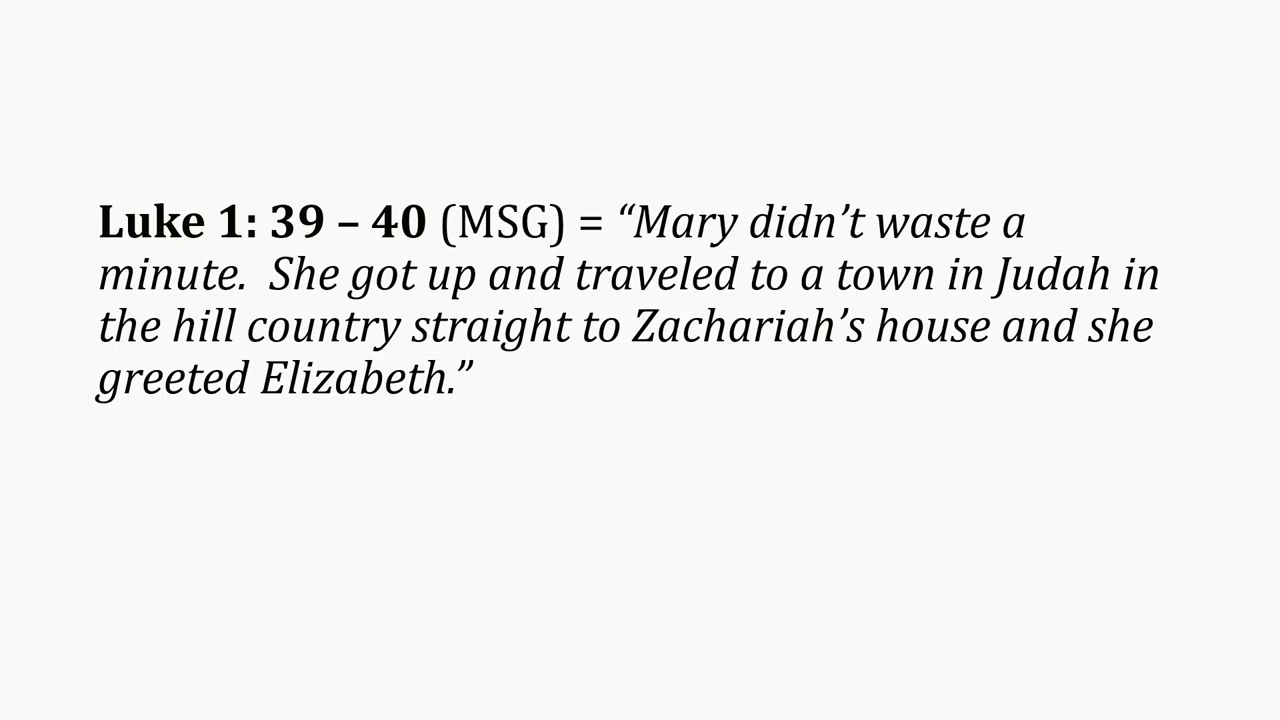 Luke 1: 39 – 40 (MSG) = “Mary didn’t waste a
minute.  She got up and traveled to a town in Judah in
the hill country straight to Zachariah’s house and she
greeted Elizabeth.”